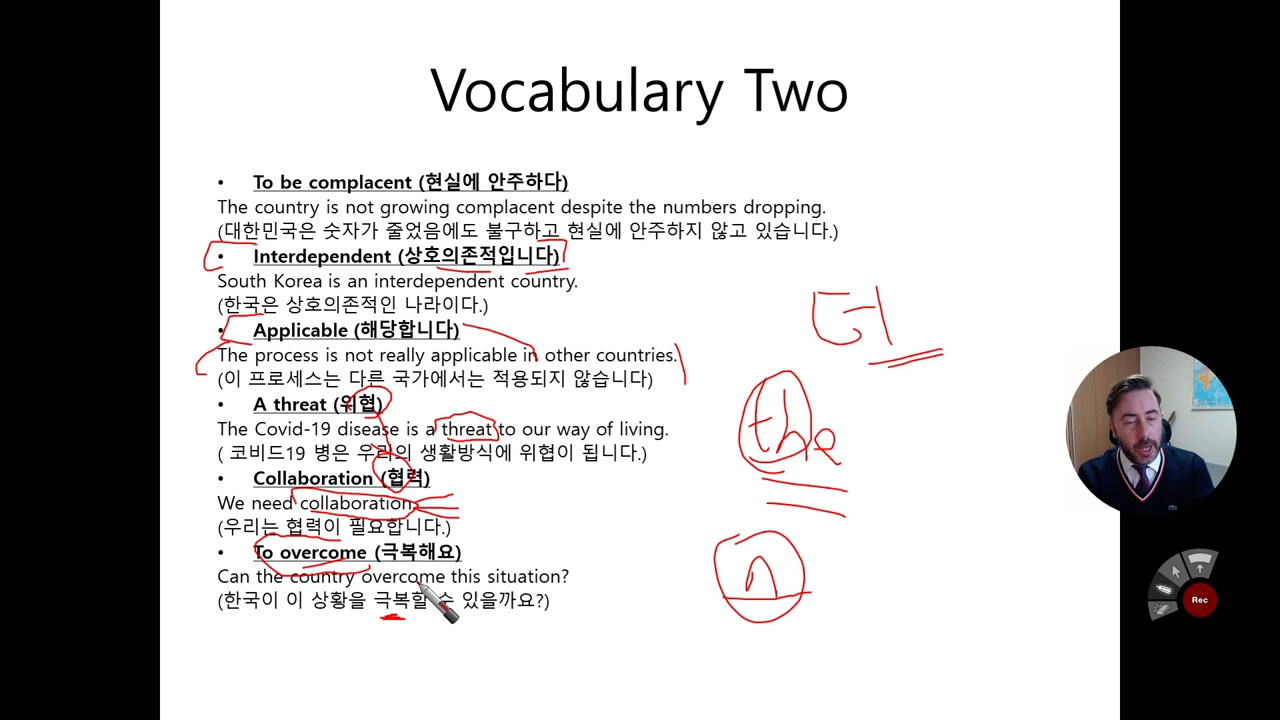 Vocabulary Two
• To be complacent (현실에 안주하다)
The country is not growing complacent despite the numbers dropping.
(대한민국은 숫자가 줄었음에도 불구하고 현실에 안주하지 않고 있습니다.)
• Interdependent (상호의존적입니다)
South Korea is an interdependent country.
(한국은 상호의존적인 나라이다.)
• Applicable (해당합니다)
The process is not really applicable in other countries.
(이 프로세스는 다른 국가에서는 적용되지 않습니다)
• A threat (위협)
The Covid-19 disease is a threat to our way of living.
( 코비드19 병은 우리의 생활방식에 위협이 됩니다.)
• Collaboration (협력)
We need collaboration.
(우리는 협력이 필요합니다.)
• To overcome (극복해요)
Can the country overcome this situation?
(한국이 이 상황을 극복할 수 있을까요?)
the
n
Rec